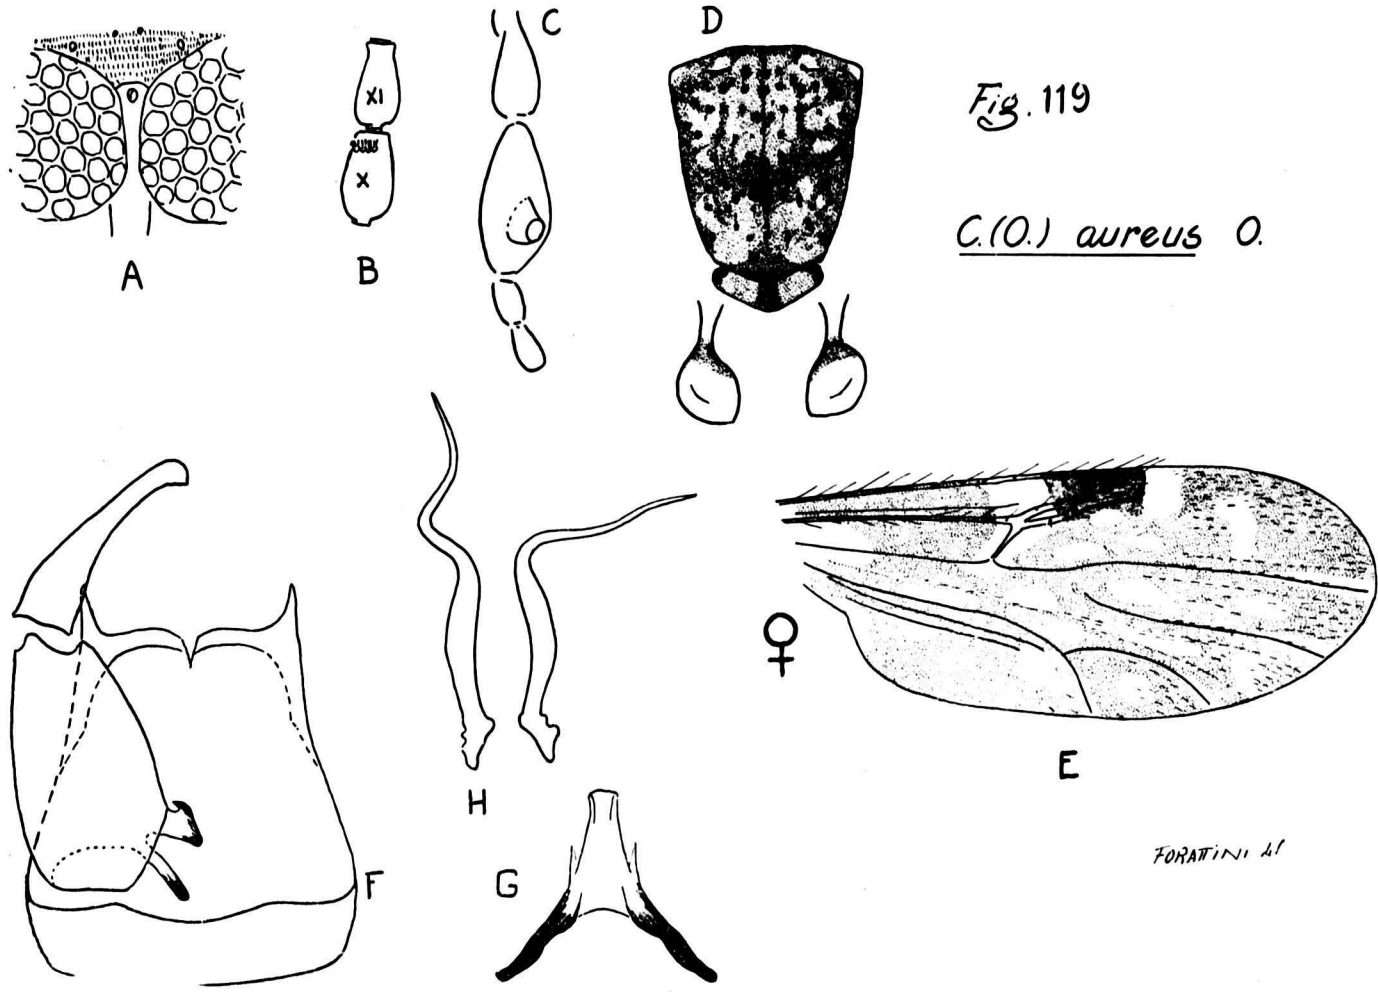 A
XI
X
B
C
D
Fig. 119
C.(O.) aureus O.
♀
E
F
H
G
FORATTINI